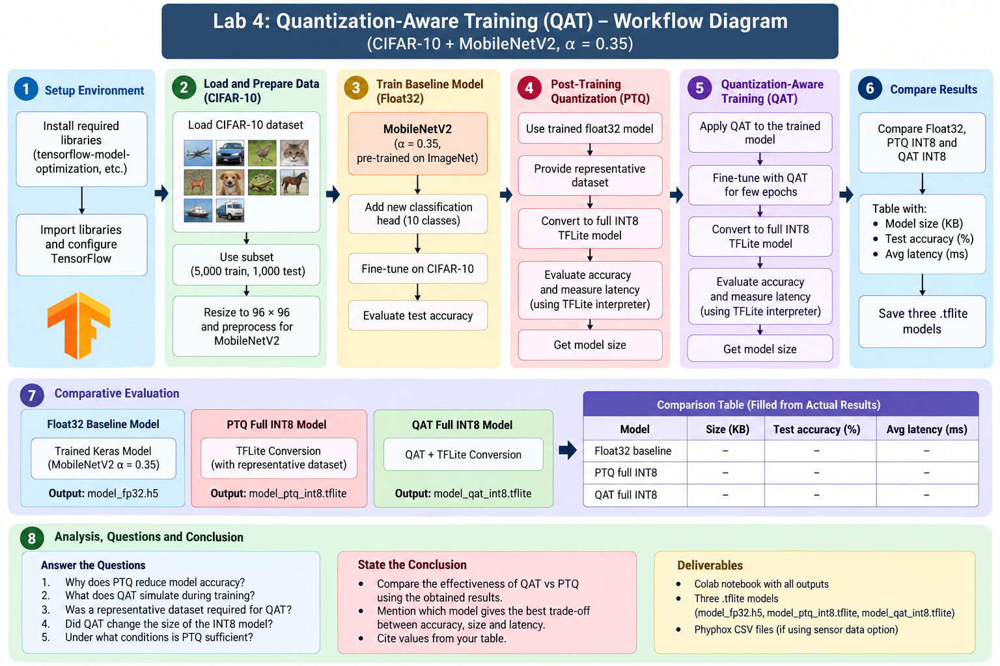 Lab 4: Quantization-Aware Training (QAT) – Workflow Diagram
(CIFAR-10 + MobileNetV2, α = 0.35)
1 Setup Environment
Install required
libraries
(tensorflow-model-
optimization, etc.)
Import libraries
and configure
TensorFlow
2 Load and Prepare Data
(CIFAR-10)
Load CIFAR-10 dataset
Use subset
(5,000 train, 1,000 test)
Resize to 96 × 96
and preprocess for
MobileNetV2
3 Train Baseline Model
(Float32)
MobileNetV2
(α = 0.35,
pre-trained on ImageNet)
Add new classification
head (10 classes)
Fine-tune on CIFAR-10
Evaluate test accuracy
4 Post-Training
Quantization (PTQ)
Use trained float32 model
Provide representative
dataset
Convert to full INT8
TFLite model
Evaluate accuracy
and measure latency
(using TFLite interpreter)
Get model size
5 Quantization-Aware
Training (QAT)
Apply QAT to the trained
model
Fine-tune with QAT
for few epochs
Convert to full INT8
TFLite model
Evaluate accuracy
and measure latency
(using TFLite interpreter)
Get model size
6 Compare Results
Compare Float32,
PTQ INT8 and
QAT INT8
Table with:
• Model size (KB)
• Test accuracy (%)
• Avg latency (ms)
Save three .tflite
models
7 Comparative Evaluation
Float32 Baseline Model
Trained Keras Model
(MobileNetV2 α = 0.35)
Output: model_fp32.h5
PTQ Full INT8 Model
TFLite Conversion
(with representative dataset)
Output: model_ptq_int8.tflite
QAT Full INT8 Model
QAT + TFLite Conversion
Output: model_qat_int8.tflite
Comparison Table (Filled from Actual Results)
Model Size (KB) Test accuracy (%) Avg latency (ms)
Float32 baseline – – –
PTQ full INT8 – – –
QAT full INT8 – – –
8 Analysis, Questions and Conclusion
Answer the Questions
1. Why does PTQ reduce model accuracy?
2. What does QAT simulate during training?
3. Was a representative dataset required for QAT?
4. Did QAT change the size of the INT8 model?
5. Under what conditions is PTQ sufficient?
State the Conclusion
• Compare the effectiveness of QAT vs PTQ
using the obtained results.
• Mention which model gives the best trade-off
between accuracy, size and latency.
• Cite values from your table.
Deliverables
• Colab notebook with all outputs
• Three .tflite models
(model_fp32.h5, model_ptq_int8.tflite, model_qat_int8.tflite)
• Phyphox CSV files (if using sensor data option)